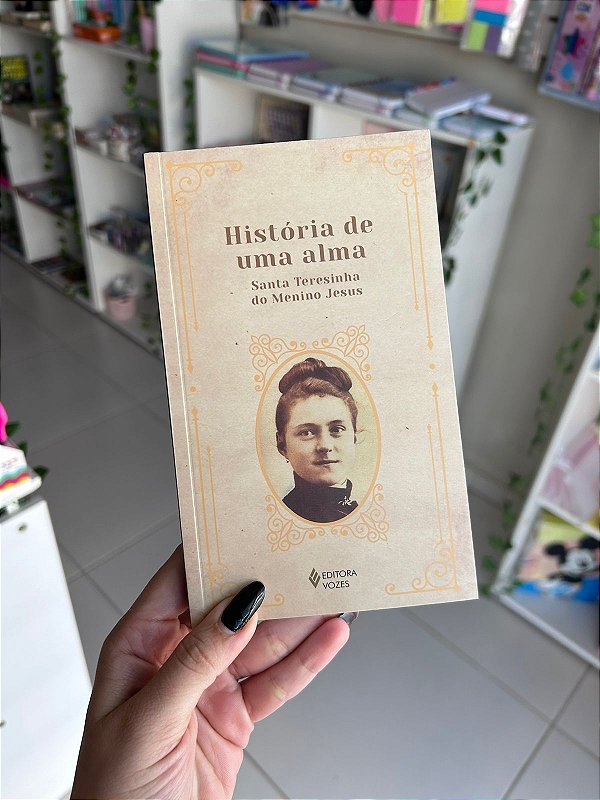 História de
uma alma
Santa Teresinha
do Menino Jesus
EDITORA
VOZES